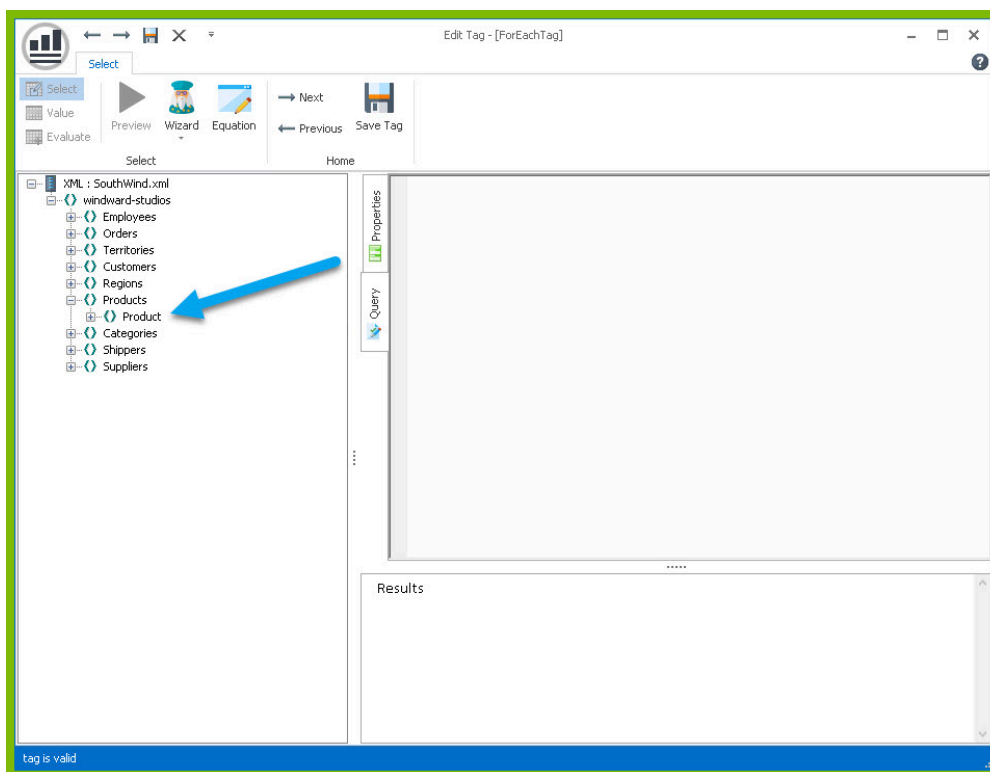 Edit Tag - [ForEachTag]
Select
Select
Value
Evaluate
Preview
Wizard
Equation
Next
Previous
Save Tag
Select
Home
XML : SouthWind.xml
windward-studios
Employees
Orders
Territories
Customers
Regions
Products
Product
Categories
Shippers
Suppliers
Properties
Query
Results
tag is valid